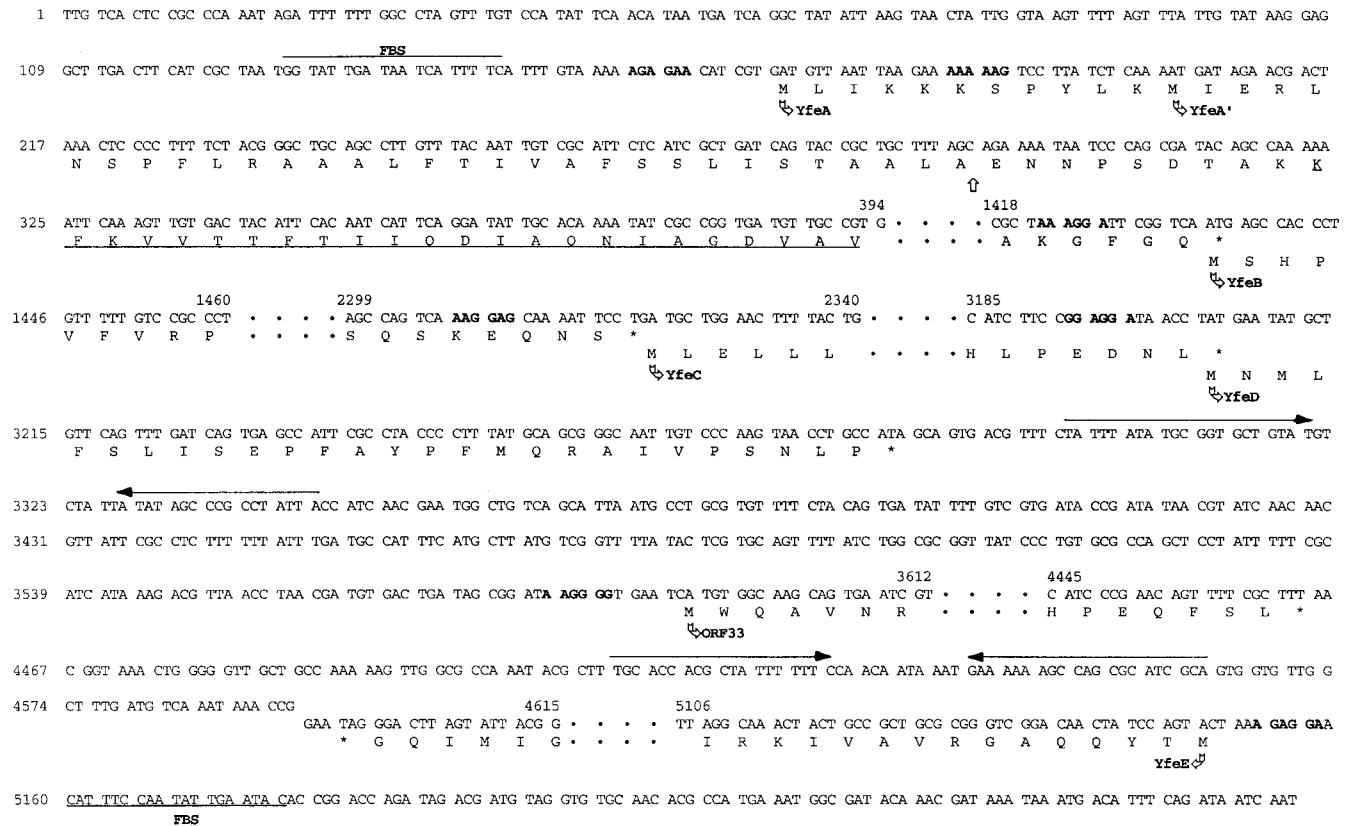 1 TTG TCA CTC CGC CCA AAT AGA TTT TTT GGC CTA GTT TGT CCA TAT TCA ACA TAA TGA TCA GGC TAT ATT AAG TAA CTA TTG GTA AGT TTT AGT TTA TTG TAT AAG GAG
FBS
109 GCT TGA CTT CAT CGC TAA TGG TAT TGA TAA TCA TTT TCA TTT GTA AAA AGA GAA CAT CGT GAT GTT AAT TAA GAA AAA AAG TCC TTA TCT CAA AAT GAT AGA ACG ACT
M L I K K K S P Y L K M I E R L
YfeA YfeA'
217 AAA CTC CCC CTT TCT ACG GGC TGC AGC CTT GTT TAC AAT TGT CGC ATT CTC ATC GCT GAT CAG TAC CGC TGC TTT AGC AGA AAA TAA TCC CAG CGA TAC AGC CAA AAA
N S P F L R A A A L F T I V A F S S L I S T A A L A E N N P S D T A K K
394 1418
325 ATT CAA AGT TGT GAC TAC ATT CAC AAT CAT TCA GGA TAT TGC ACA AAA TAT CGC CGG TGA TGT TGC CGT G · · · · CGC TAA AGG ATT CGG TCA ATG AGC CAC CCT
F K V V T T F T I I Q D I A Q N I A G D V A V · · · · A K G F G Q *
M S H P
YfeB
1460 2299 2340 3185
1446 GTT TTT GTC CGC CCT · · · · AGC CAG TCA AAG GAG CAA AAT TCC TGA TGC TGG AAC TTT TAC TG · · · · C ATC TTC CGG AGG ATA ACC TAT GAA TAT GCT
V F V R P · · · · S Q S K E Q N S *
M L E L L L · · · · H L P E D N L *
YfeC M N M L
YfeD
3215 GTT CAG TTT GAT CAG TGA GCC ATT CGC CTA CCC CTT TAT GCA GCG GGC AAT TGT CCC AAG TAA CCT GCC ATA GCA GTG ACG TTT CTA TTT ATA TGC GGT GCT GTA TGT
F S L I S E P F A Y P F M Q R A I V P S N L P *
3323 CTA TTA TAT AGC CCG CCT ATT ACC ATC AAC GAA TGG CTG TCA GCA TTA ATG CCT GCG TGT TTT CTA CAG TGA TAT TTT GTC GTG ATA CCG ATA TAA CGT ATC AAC AAC
3431 GTT ATT CGC CTC TTT TTT ATT TGA TGC CAT TTC ATG CTT ATG TCG GTT TTA TAC TCG TGC AGT TTT ATC TGG CGC GGT TAT CCC TGT GCG CCA GCT CCT ATT TTT CGC
3612 4445
3539 ATC ATA AAG ACG TTA ACC TAA CGA TGT GAC TGA TAG CGG ATA AGG GGT GAA TCA TGT GGC AAG CAG TGA ATC GT · · · · C ATC CCG AAC AGT TTT CGC TTT AA
M W Q A V N R · · · · H P E Q F S L *
ORF33
4467 C GGT AAA CTG GGG GTT GCT GCC AAA AAG TTG GCG CCA AAT ACG CTT TGC ACC ACG CTA TTT TTT CCA ACA ATA AAT GAA AAA AGC CAG CGC ATC GCA GTG GTG TTG G
4574 CT TTG ATG TCA AAT AAA CCG
4615 5106
GAA TAG GGA CTT AGT ATT ACG G · · · · TT AGG CAA ACT ACT GCC GCT GCG CGG GTC GGA CAA CTA TCC AGT ACT AAA GAG GAA
* G Q I M I G · · · · I R K I V A V R G A Q Q Y T M
YfeE
5160 CAT TTC CAA TAT TGA ATA CAC CGG ACC AGA TAG ACG ATG TAG GTG TGC AAC ACG CCA TGA AAT GGC GAT ACA AAC GAT AAA TAA ATG ACA TTT CAG ATA ATC AAT
FBS